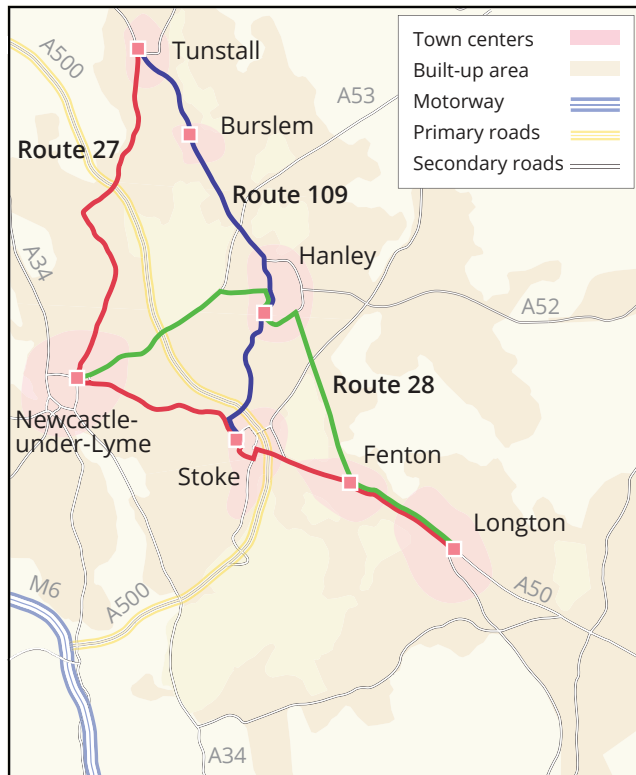 A500
Tunstall
Town centers
Built-up area
Motorway
Primary roads
Secondary roads
A53
Burslem
Route 27
Route 109
Hanley
A34
A52
Route 28
Newcastle-
under-Lyme
Stoke
Fenton
Longton
M6
A500
A50
A34